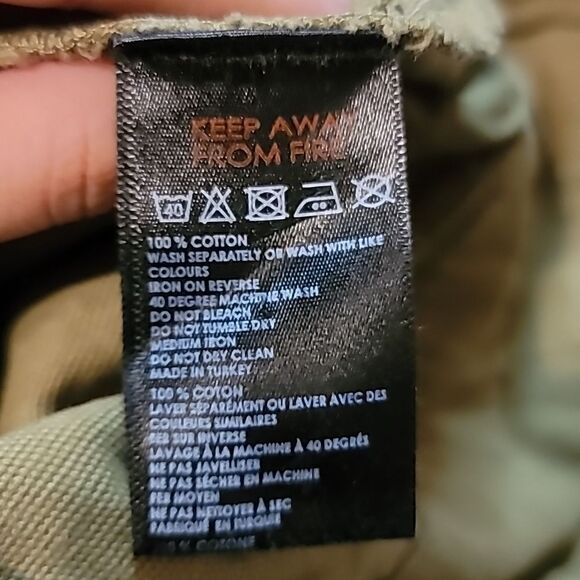 KEEP AWAY
FROM FIRE
40
100 % COTTON
WASH SEPARATELY OR WASH WITH LIKE
COLOURS
IRON ON REVERSE
40 DEGREE MACHINE WASH
DO NOT BLEACH
DO NOT TUMBLE DRY
MEDIUM IRON
DO NOT DRY CLEAN
MADE IN TURKEY
100 % COTON
LAVER SÉPARÉMENT OU LAVER AVEC DES
COULEURS SIMILAIRES
FER SUR INVERSE
LAVAGE À LA MACHINE À 40 DEGRÉS
NE PAS JAVELLISER
NE PAS SÉCHER EN MACHINE
FER MOYEN
NE PAS NETTOYER À SEC
FABRIQUÉ EN TURQUIE
% COTONE